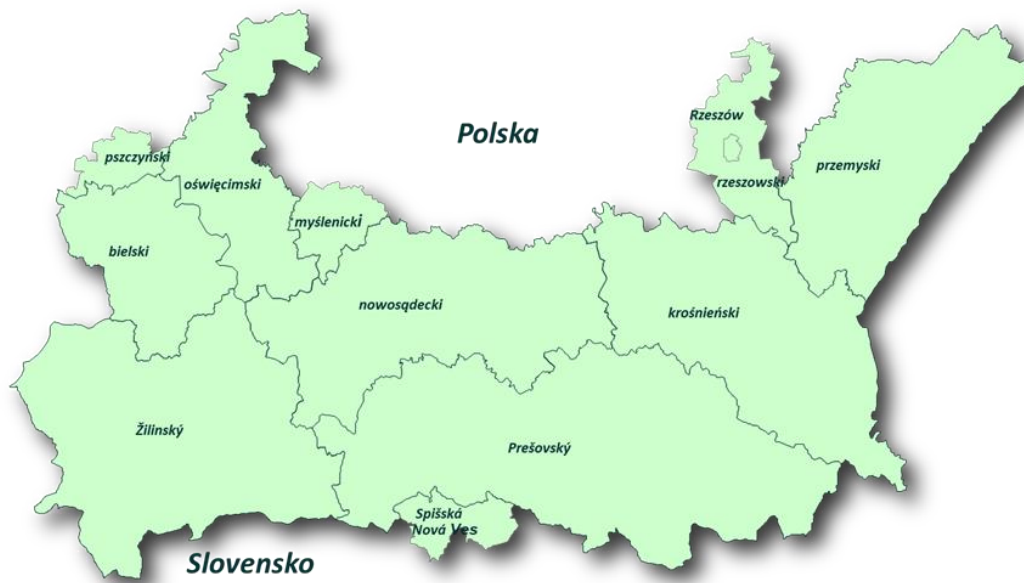 Polska
Rzeszów
pszczyński
przemyski
oświęcimski
rzeszowski
myślenicki
bielski
nowosądecki
krośnieński
Žilinský
Prešovský
Spišská
Nová Ves
Slovensko